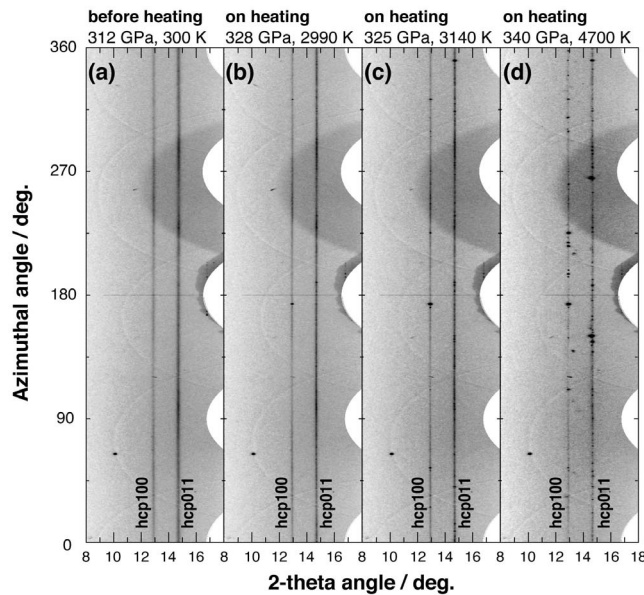 before heating on heating on heating on heating
312 GPa, 300 K 328 GPa, 2990 K 325 GPa, 3140 K 340 GPa, 4700 K
360
(a) (b) (c) (d)
270
180
90
0
Azimuthal angle / deg.
hcp100 hcp011 hcp100 hcp011 hcp100 hcp011 hcp100 hcp011
8 10 12 14 16 8 10 12 14 16 8 10 12 14 16 8 10 12 14 16 18
2-theta angle / deg.